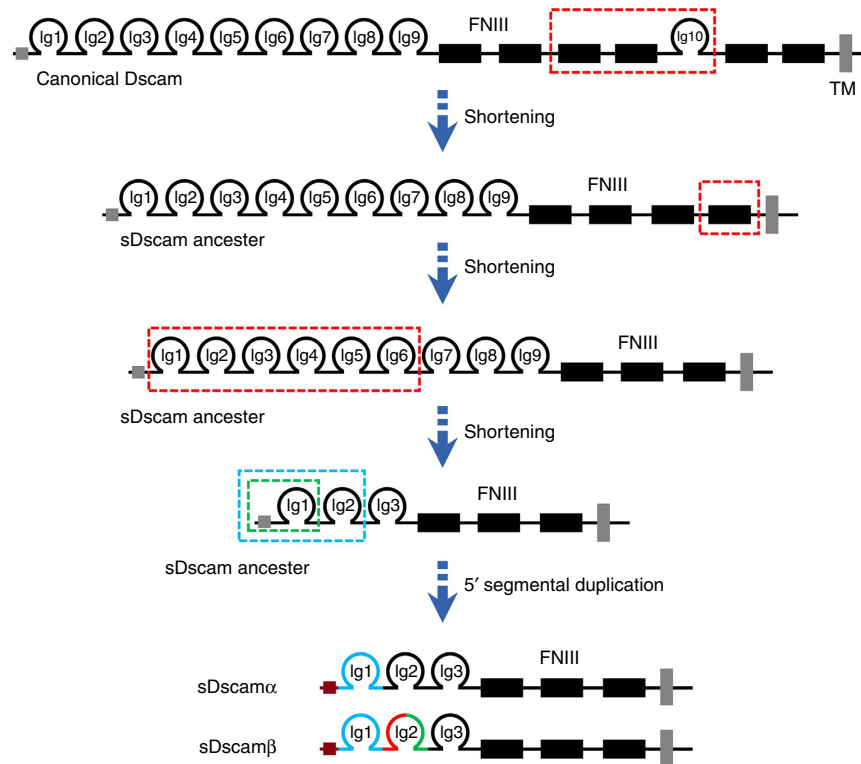 Ig1 Ig2 Ig3 Ig4 Ig5 Ig6 Ig7 Ig8 Ig9 FNIII Ig10
Canonical Dscam TM
Shortening
Ig1 Ig2 Ig3 Ig4 Ig5 Ig6 Ig7 Ig8 Ig9 FNIII
sDscam ancester
Shortening
Ig1 Ig2 Ig3 Ig4 Ig5 Ig6 Ig7 Ig8 Ig9 FNIII
sDscam ancester
Shortening
Ig1 Ig2 Ig3 FNIII
sDscam ancester
5′ segmental duplication
sDscamα Ig1 Ig2 Ig3 FNIII
sDscamβ Ig1 Ig2 Ig3